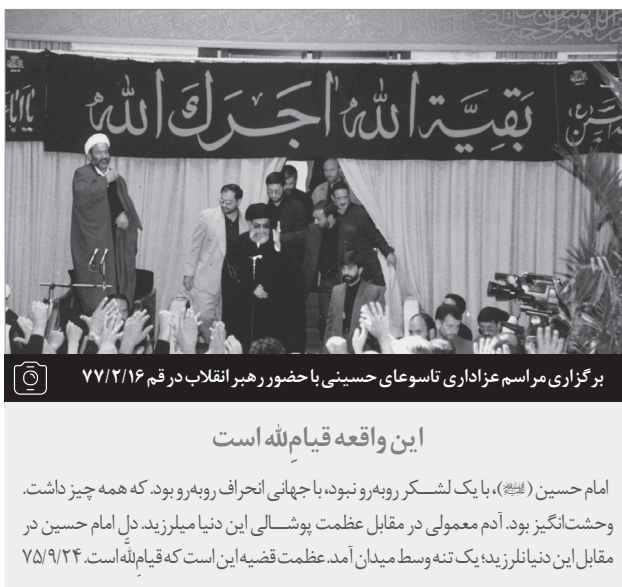 بقیة الله اجرك الله
برگزاری مراسم عزاداری تاسوعای حسینی با حضور رهبر انقلاب در قم ۷۷/۲/۱۶
این واقعه قیامِ لله است
امام حسین (علیه‌السلام)، با یک لشکر روبه‌رو نبود، با جهانی انحراف روبه‌رو بود. که همه چیز داشت.
وحشت‌انگیز بود. آدم معمولی در مقابل عظمت پوشالی این دنیا میلرزید. دلِ امام حسین در
مقابل این دنیا نلرزید؛ یک تنه وسط میدان آمد. عظمت قضیه این است که قیامِ لله است. ۷۵/۹/۲۴